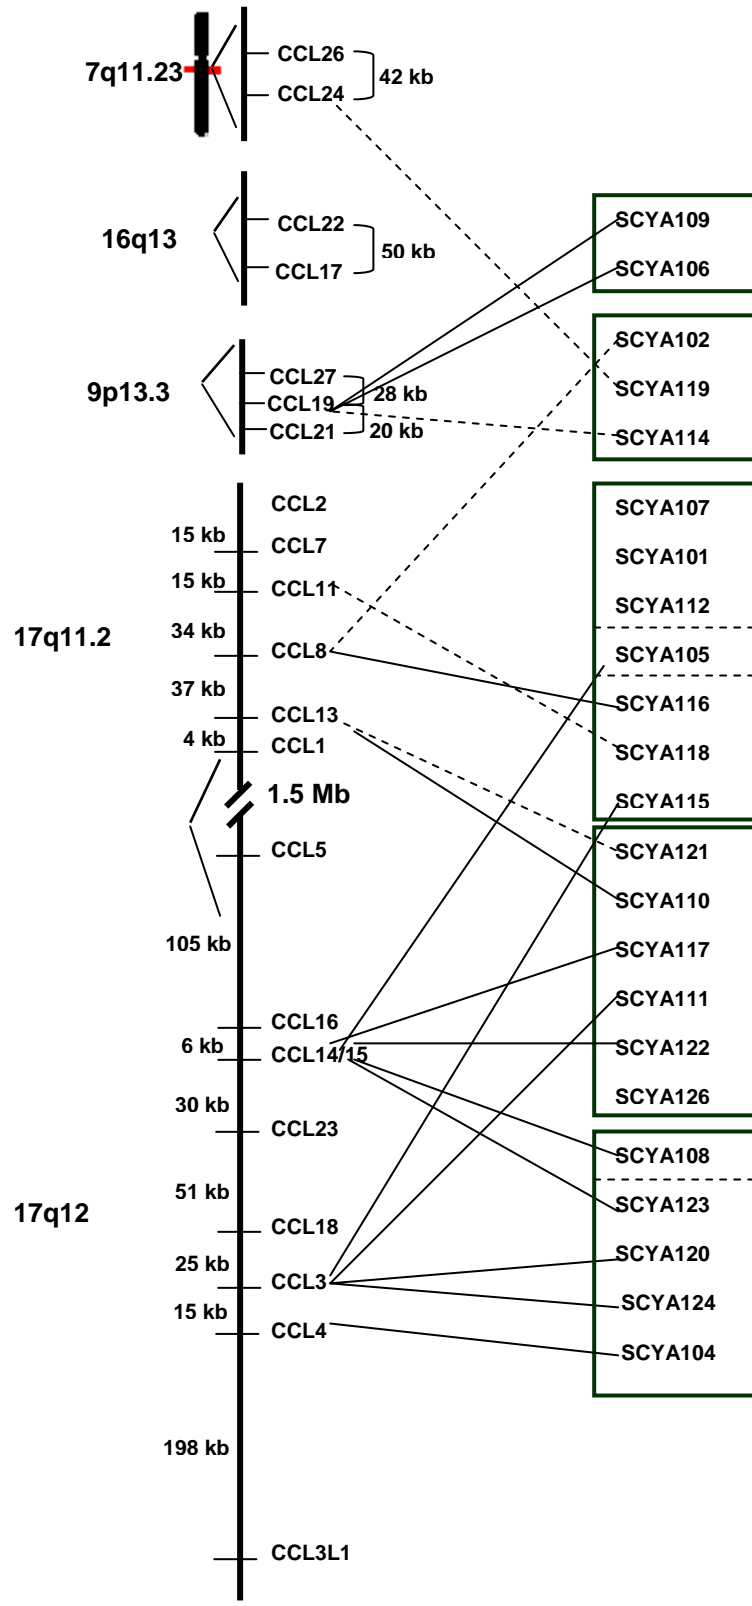 7q11.23
CCL26
CCL24
42 kb
16q13
CCL22
CCL17
50 kb
9p13.3
CCL27
CCL19
CCL21
28 kb
20 kb
17q11.2
CCL2
15 kb
CCL7
15 kb
CCL11
34 kb
CCL8
37 kb
CCL13
4 kb
CCL1
1.5 Mb
CCL5
105 kb
CCL16
6 kb
CCL14/15
30 kb
CCL23
17q12
51 kb
CCL18
25 kb
CCL3
15 kb
CCL4
198 kb
CCL3L1
SCYA109
SCYA106
SCYA102
SCYA119
SCYA114
SCYA107
SCYA101
SCYA112
SCYA105
SCYA116
SCYA118
SCYA115
SCYA121
SCYA110
SCYA117
SCYA111
SCYA122
SCYA126
SCYA108
SCYA123
SCYA120
SCYA124
SCYA104